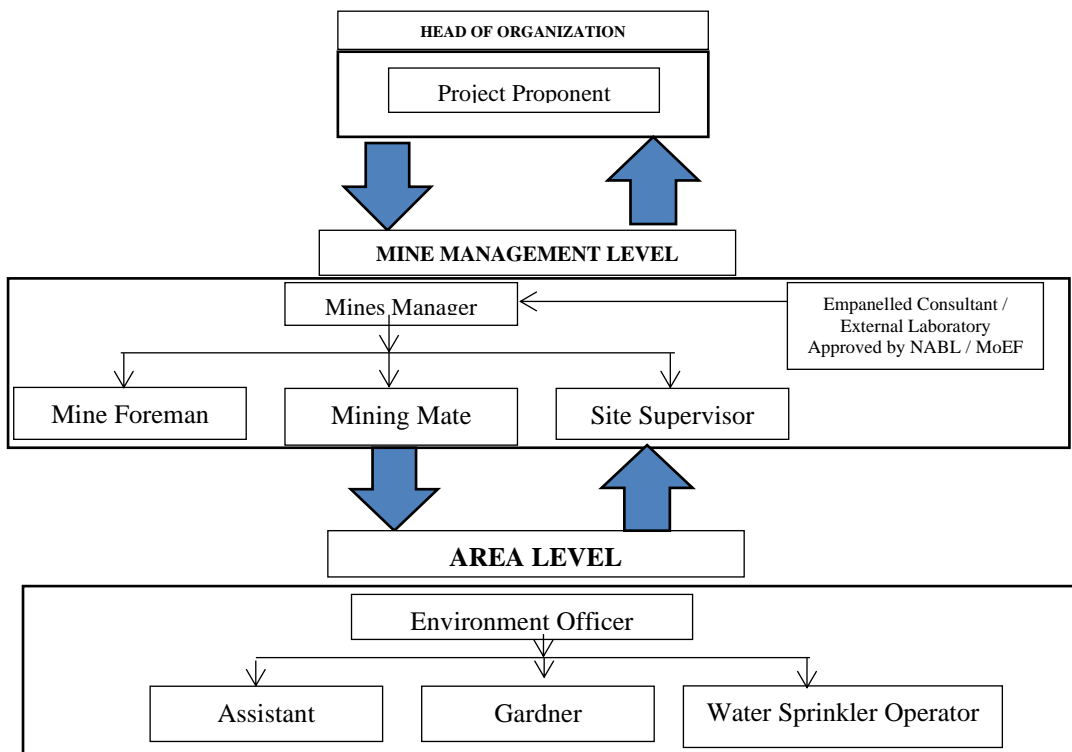 HEAD OF ORGANIZATION
Project Proponent
MINE MANAGEMENT LEVEL
Mines Manager
Empanelled Consultant /
External Laboratory
Approved by NABL / MoEF
Mine Foreman
Mining Mate
Site Supervisor
AREA LEVEL
Environment Officer
Assistant
Gardner
Water Sprinkler Operator